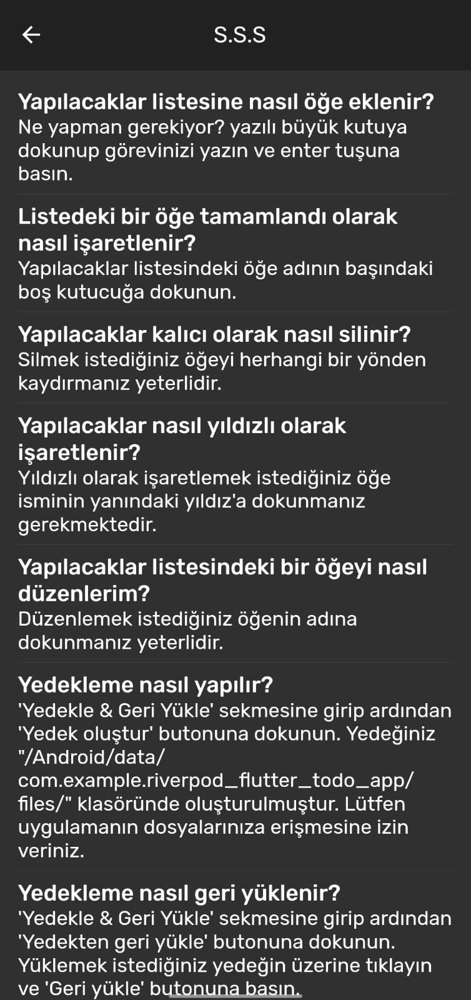 S.S.S
Yapılacaklar listesine nasıl öğe eklenir?
Ne yapman gerekiyor? yazılı büyük kutuya
dokunup görevinizi yazın ve enter tuşuna
basın.
Listedeki bir öğe tamamlandı olarak
nasıl işaretlenir?
Yapılacaklar listesindeki öğe adının başındaki
boş kutucuğa dokunun.
Yapılacaklar kalıcı olarak nasıl silinir?
Silmek istediğiniz öğeyi herhangi bir yönden
kaydırmanız yeterlidir.
Yapılacaklar nasıl yıldızlı olarak
işaretlenir?
Yıldızlı olarak işaretlemek istediğiniz öğe
isminin yanındaki yıldız'a dokunmanız
gerekmektedir.
Yapılacaklar listesindeki bir öğeyi nasıl
düzenlerim?
Düzenlemek istediğiniz öğenin adına
dokunmanız yeterlidir.
Yedekleme nasıl yapılır?
'Yedekle & Geri Yükle' sekmesine girip ardından
'Yedek oluştur' butonuna dokunun. Yedeğiniz
"/Android/data/
com.example.riverpod_flutter_todo_app/
files/" klasöründe oluşturulmuştur. Lütfen
uygulamanın dosyalarınıza erişmesine izin
veriniz.
Yedekleme nasıl geri yüklenir?
'Yedekle & Geri Yükle' sekmesine girip ardından
'Yedekten geri yükle' butonuna dokunun.
Yüklemek istediğiniz yedeğin üzerine tıklayın
ve 'Geri yükle' butonuna basın.